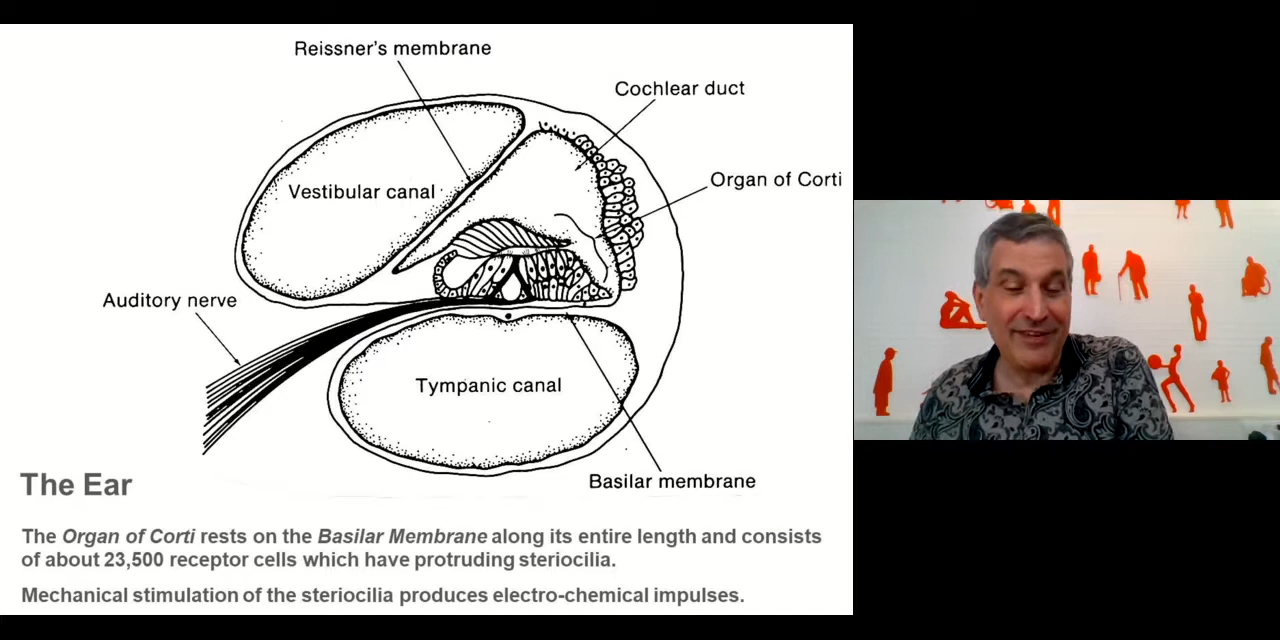 Reissner's membrane
Cochlear duct
Organ of Corti
Vestibular canal
Auditory nerve
Tympanic canal
Basilar membrane
The Ear
The Organ of Corti rests on the Basilar Membrane along its entire length and consists
of about 23,500 receptor cells which have protruding steriocilia.
Mechanical stimulation of the steriocilia produces electro-chemical impulses.